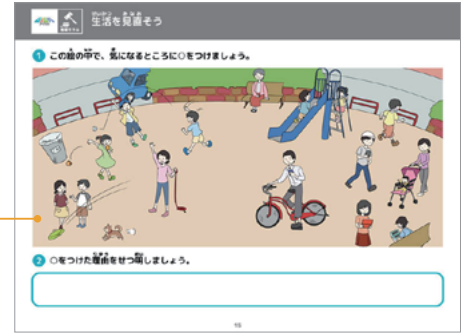 生活を見直そう
1 この絵の中で、気になるところに○をつけましょう。
2 ○をつけた理由をせつ明しましょう。